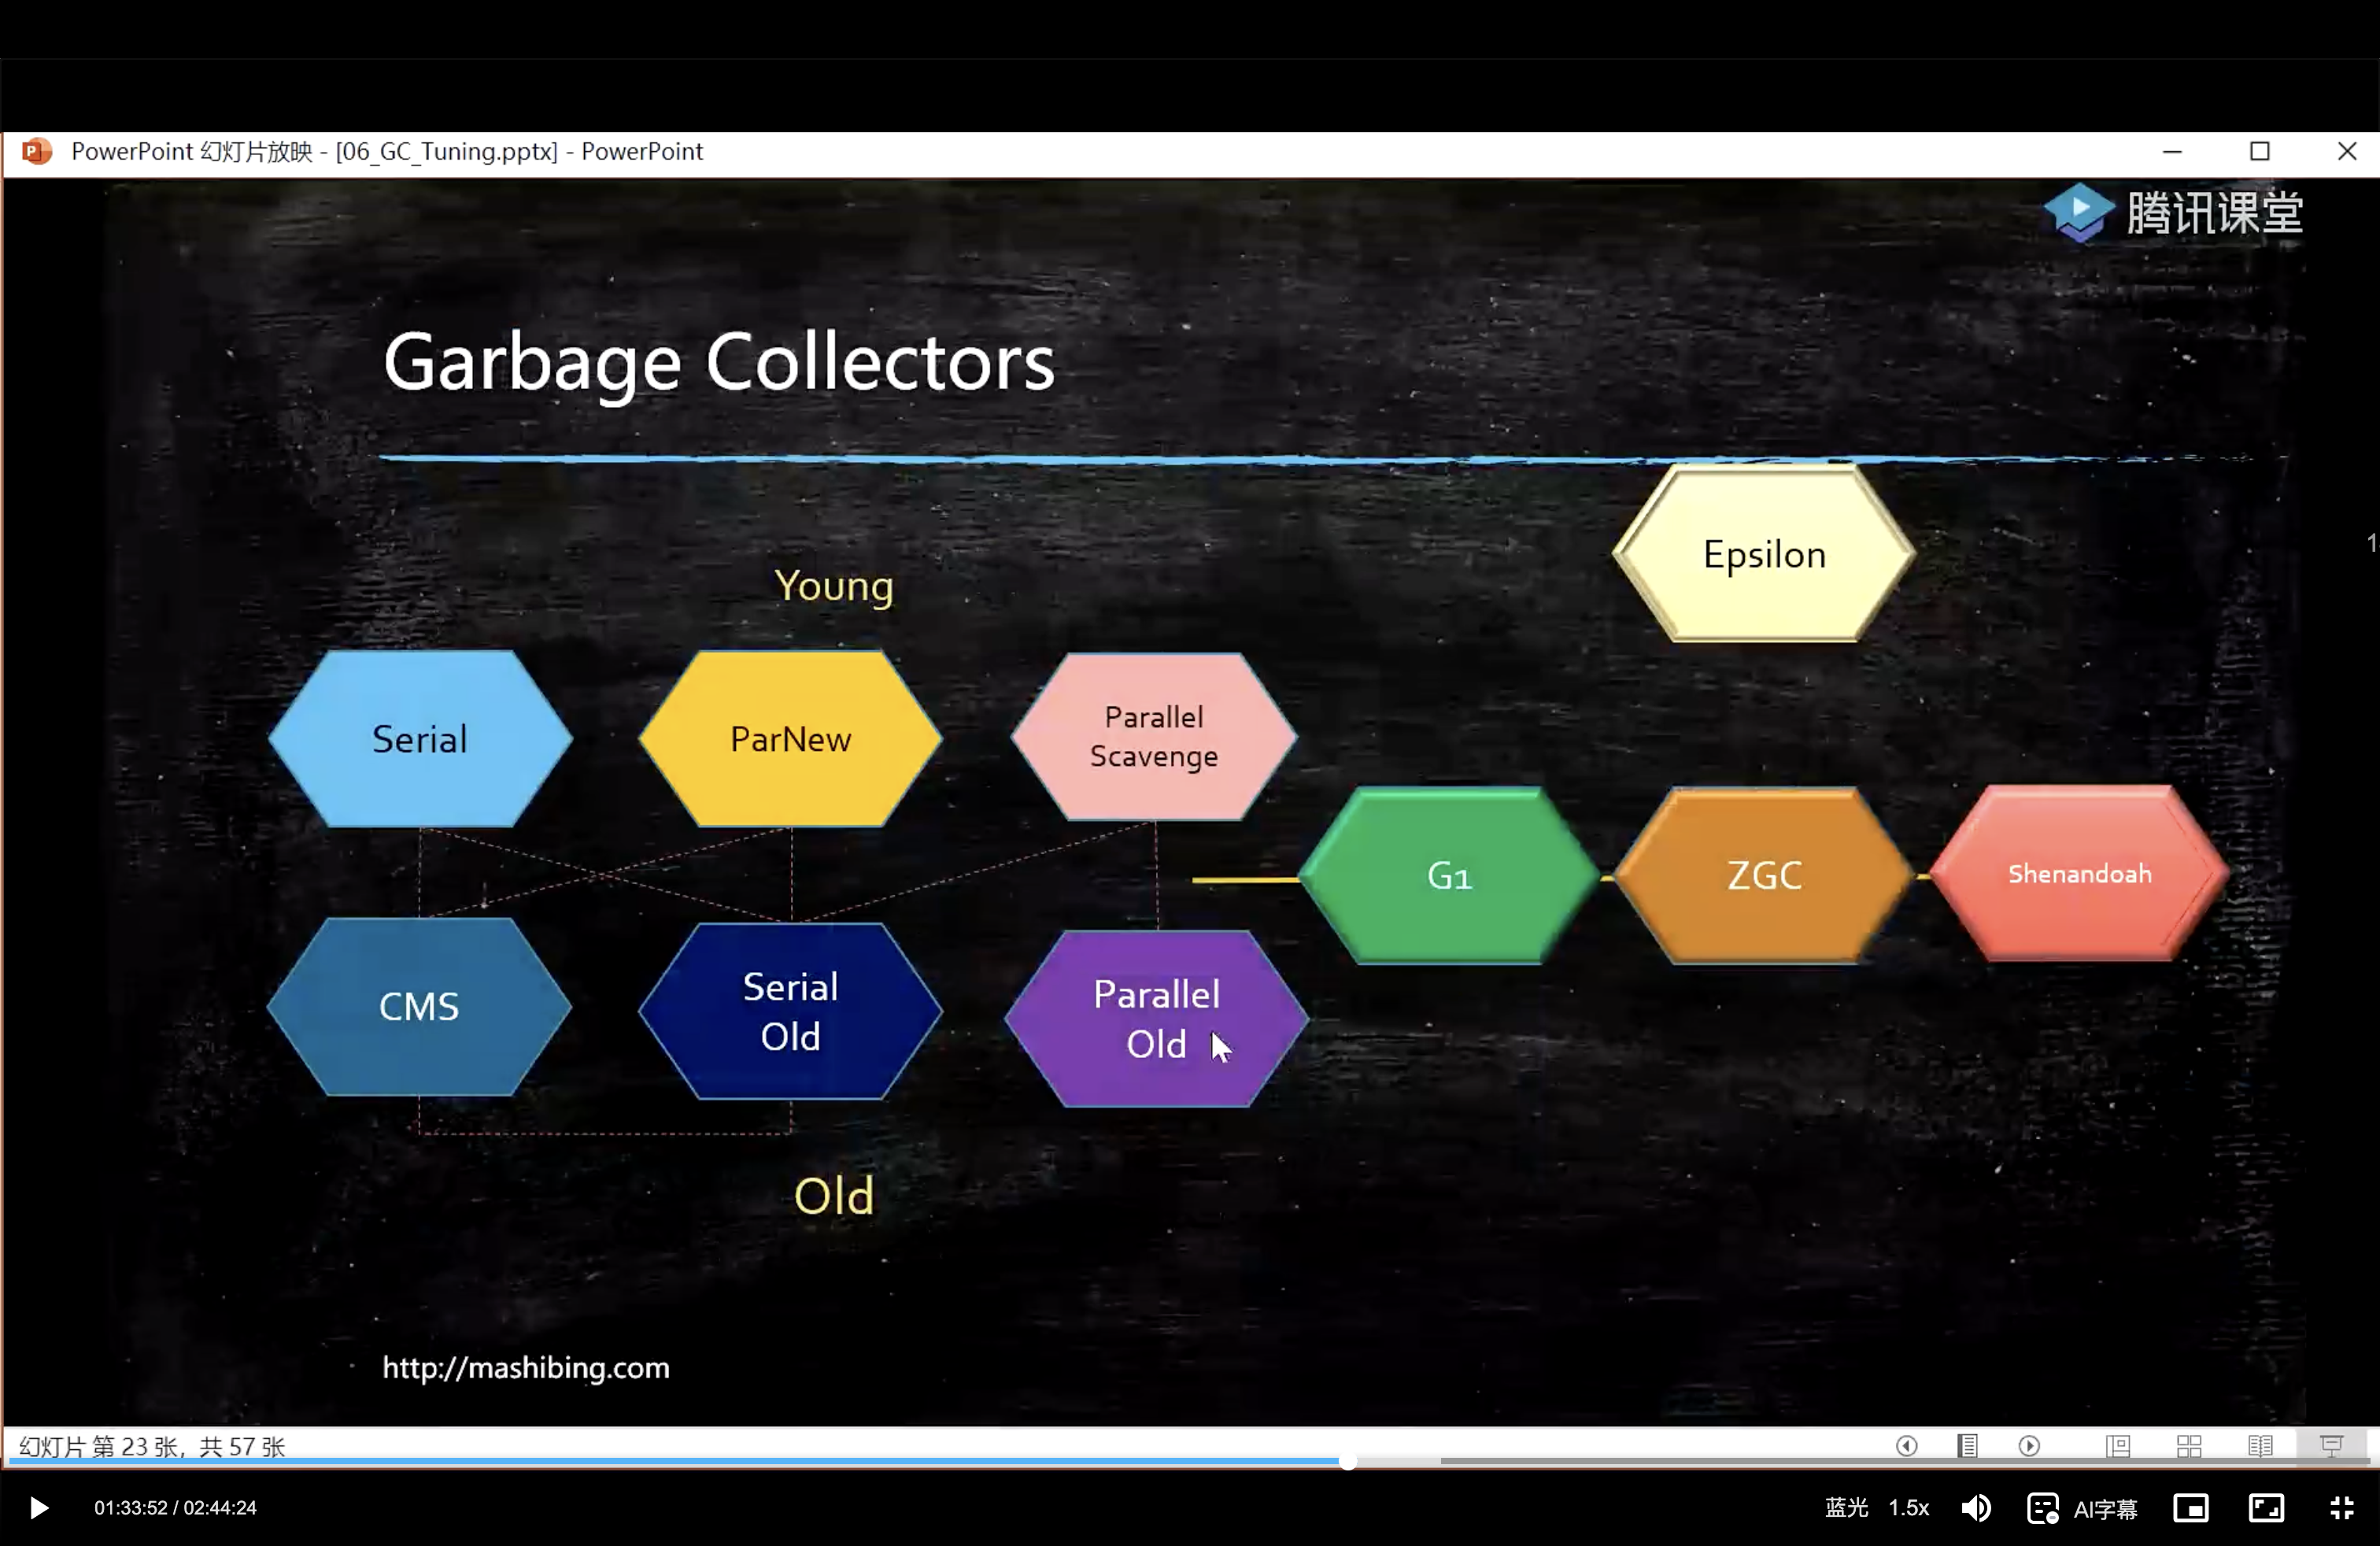 PowerPoint 幻灯片放映 - [06_GC_Tuning.pptx] - PowerPoint
腾讯课堂
Garbage Collectors
Epsilon
Young
Serial
ParNew
Parallel
Scavenge
G1
ZGC
Shenandoah
CMS
Serial
Old
Parallel
Old
Old
http://mashibing.com
幻灯片 第 23 张，共 57 张
01:33:52 / 02:44:24
蓝光
1.5x
AI字幕